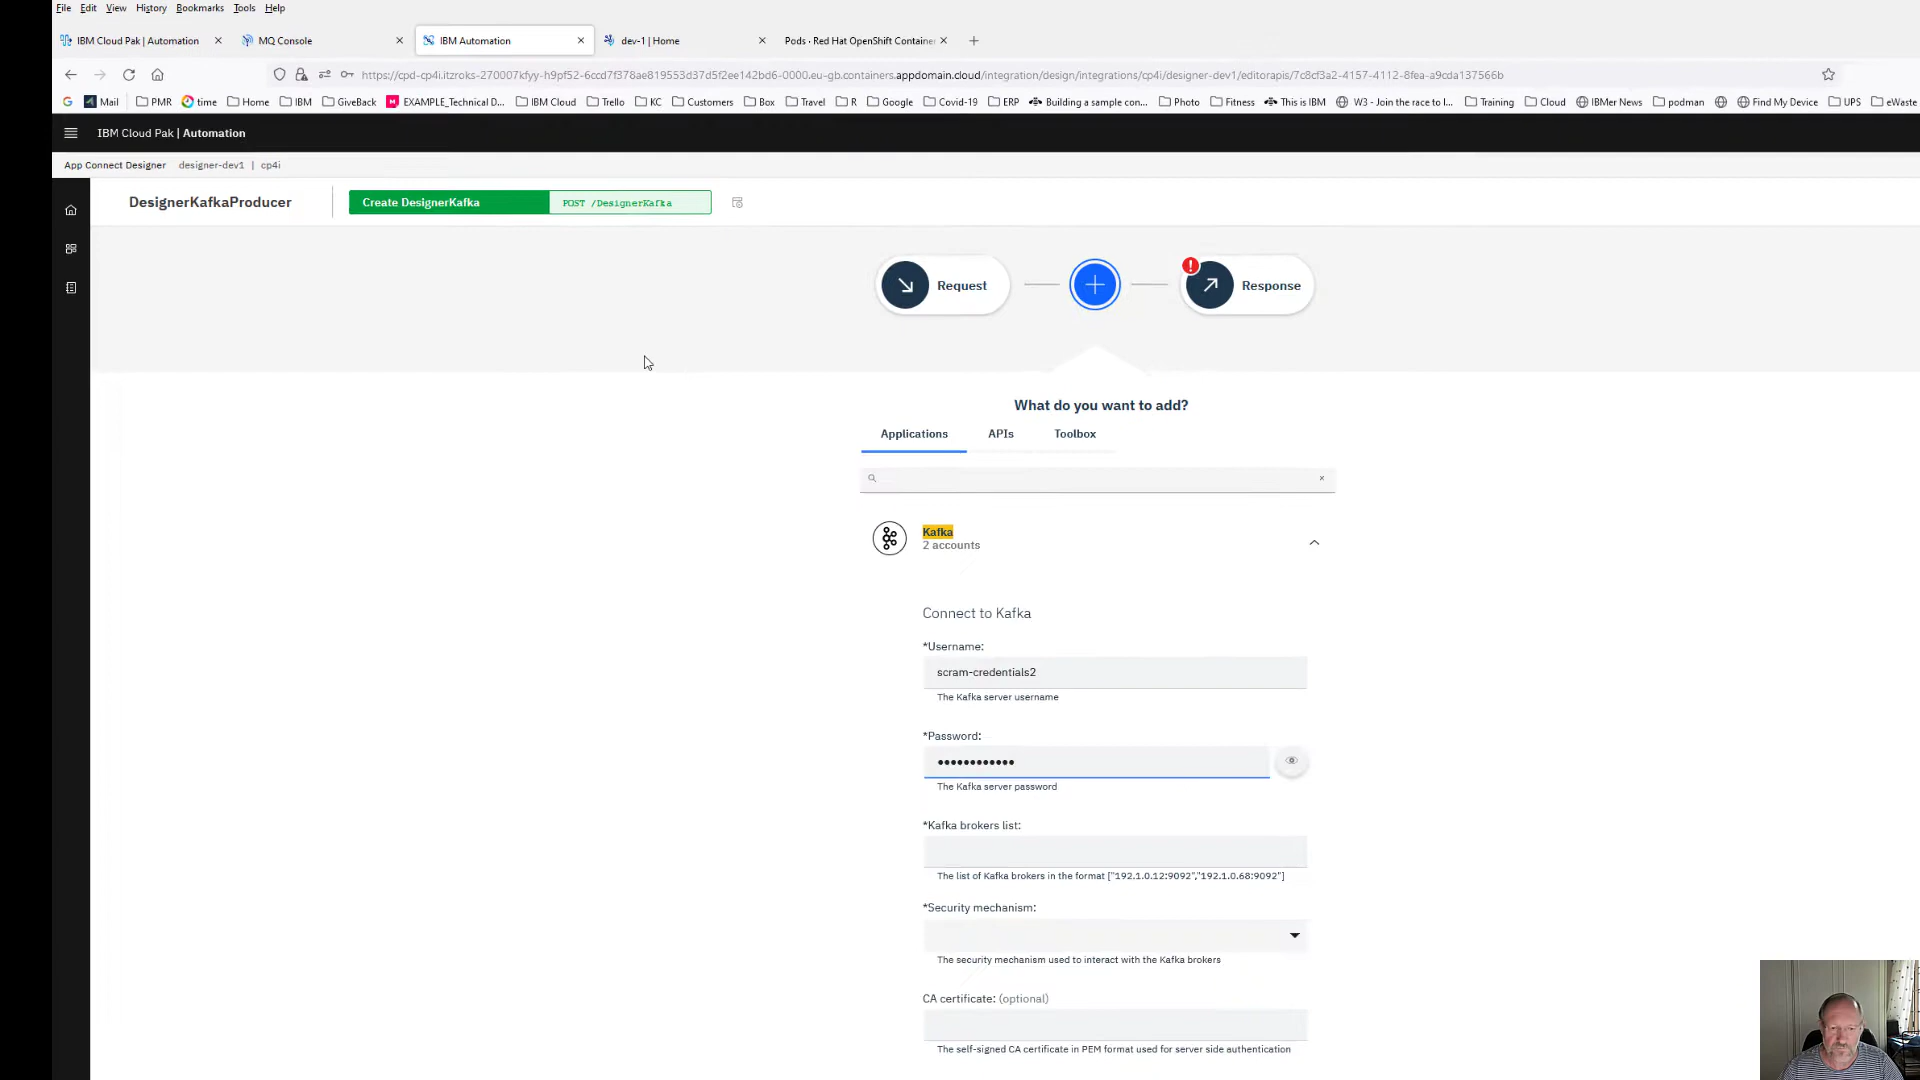 File Edit View History Bookmarks Tools Help
IBM Cloud Pak | Automation
MQ Console
IBM Automation
dev-1 | Home
Pods · Red Hat OpenShift Container
https://cpd-cp4i.itzroks-270007kfyy-h9pf52-6ccd7f378ae819553d37d5f2ee142bd6-0000.eu-gb.containers.appdomain.cloud/integration/design/integrations/cp4i/designer-dev1/editorapis/7c8cf3a2-4157-4112-8fea-a9cda137566b
Mail PMR time Home IBM GiveBack EXAMPLE_Technical D... IBM Cloud Trello KC Customers Box Travel R Google Covid-19 ERP Building a sample con... Photo Fitness This is IBM W3 - Join the race to I... Training Cloud IBMer News podman Find My Device UPS eWaste
IBM Cloud Pak | Automation
App Connect Designer designer-dev1 | cp4i
DesignerKafkaProducer
Create DesignerKafka POST /DesignerKafka
Request
Response
What do you want to add?
Applications APIs Toolbox
Kafka
2 accounts
Connect to Kafka
*Username:
scram-credentials2
The Kafka server username
*Password:
••••••••••••
The Kafka server password
*Kafka brokers list:
The list of Kafka brokers in the format ["192.1.0.12:9092","192.1.0.68:9092"]
*Security mechanism:
The security mechanism used to interact with the Kafka brokers
CA certificate: (optional)
The self-signed CA certificate in PEM format used for server side authentication